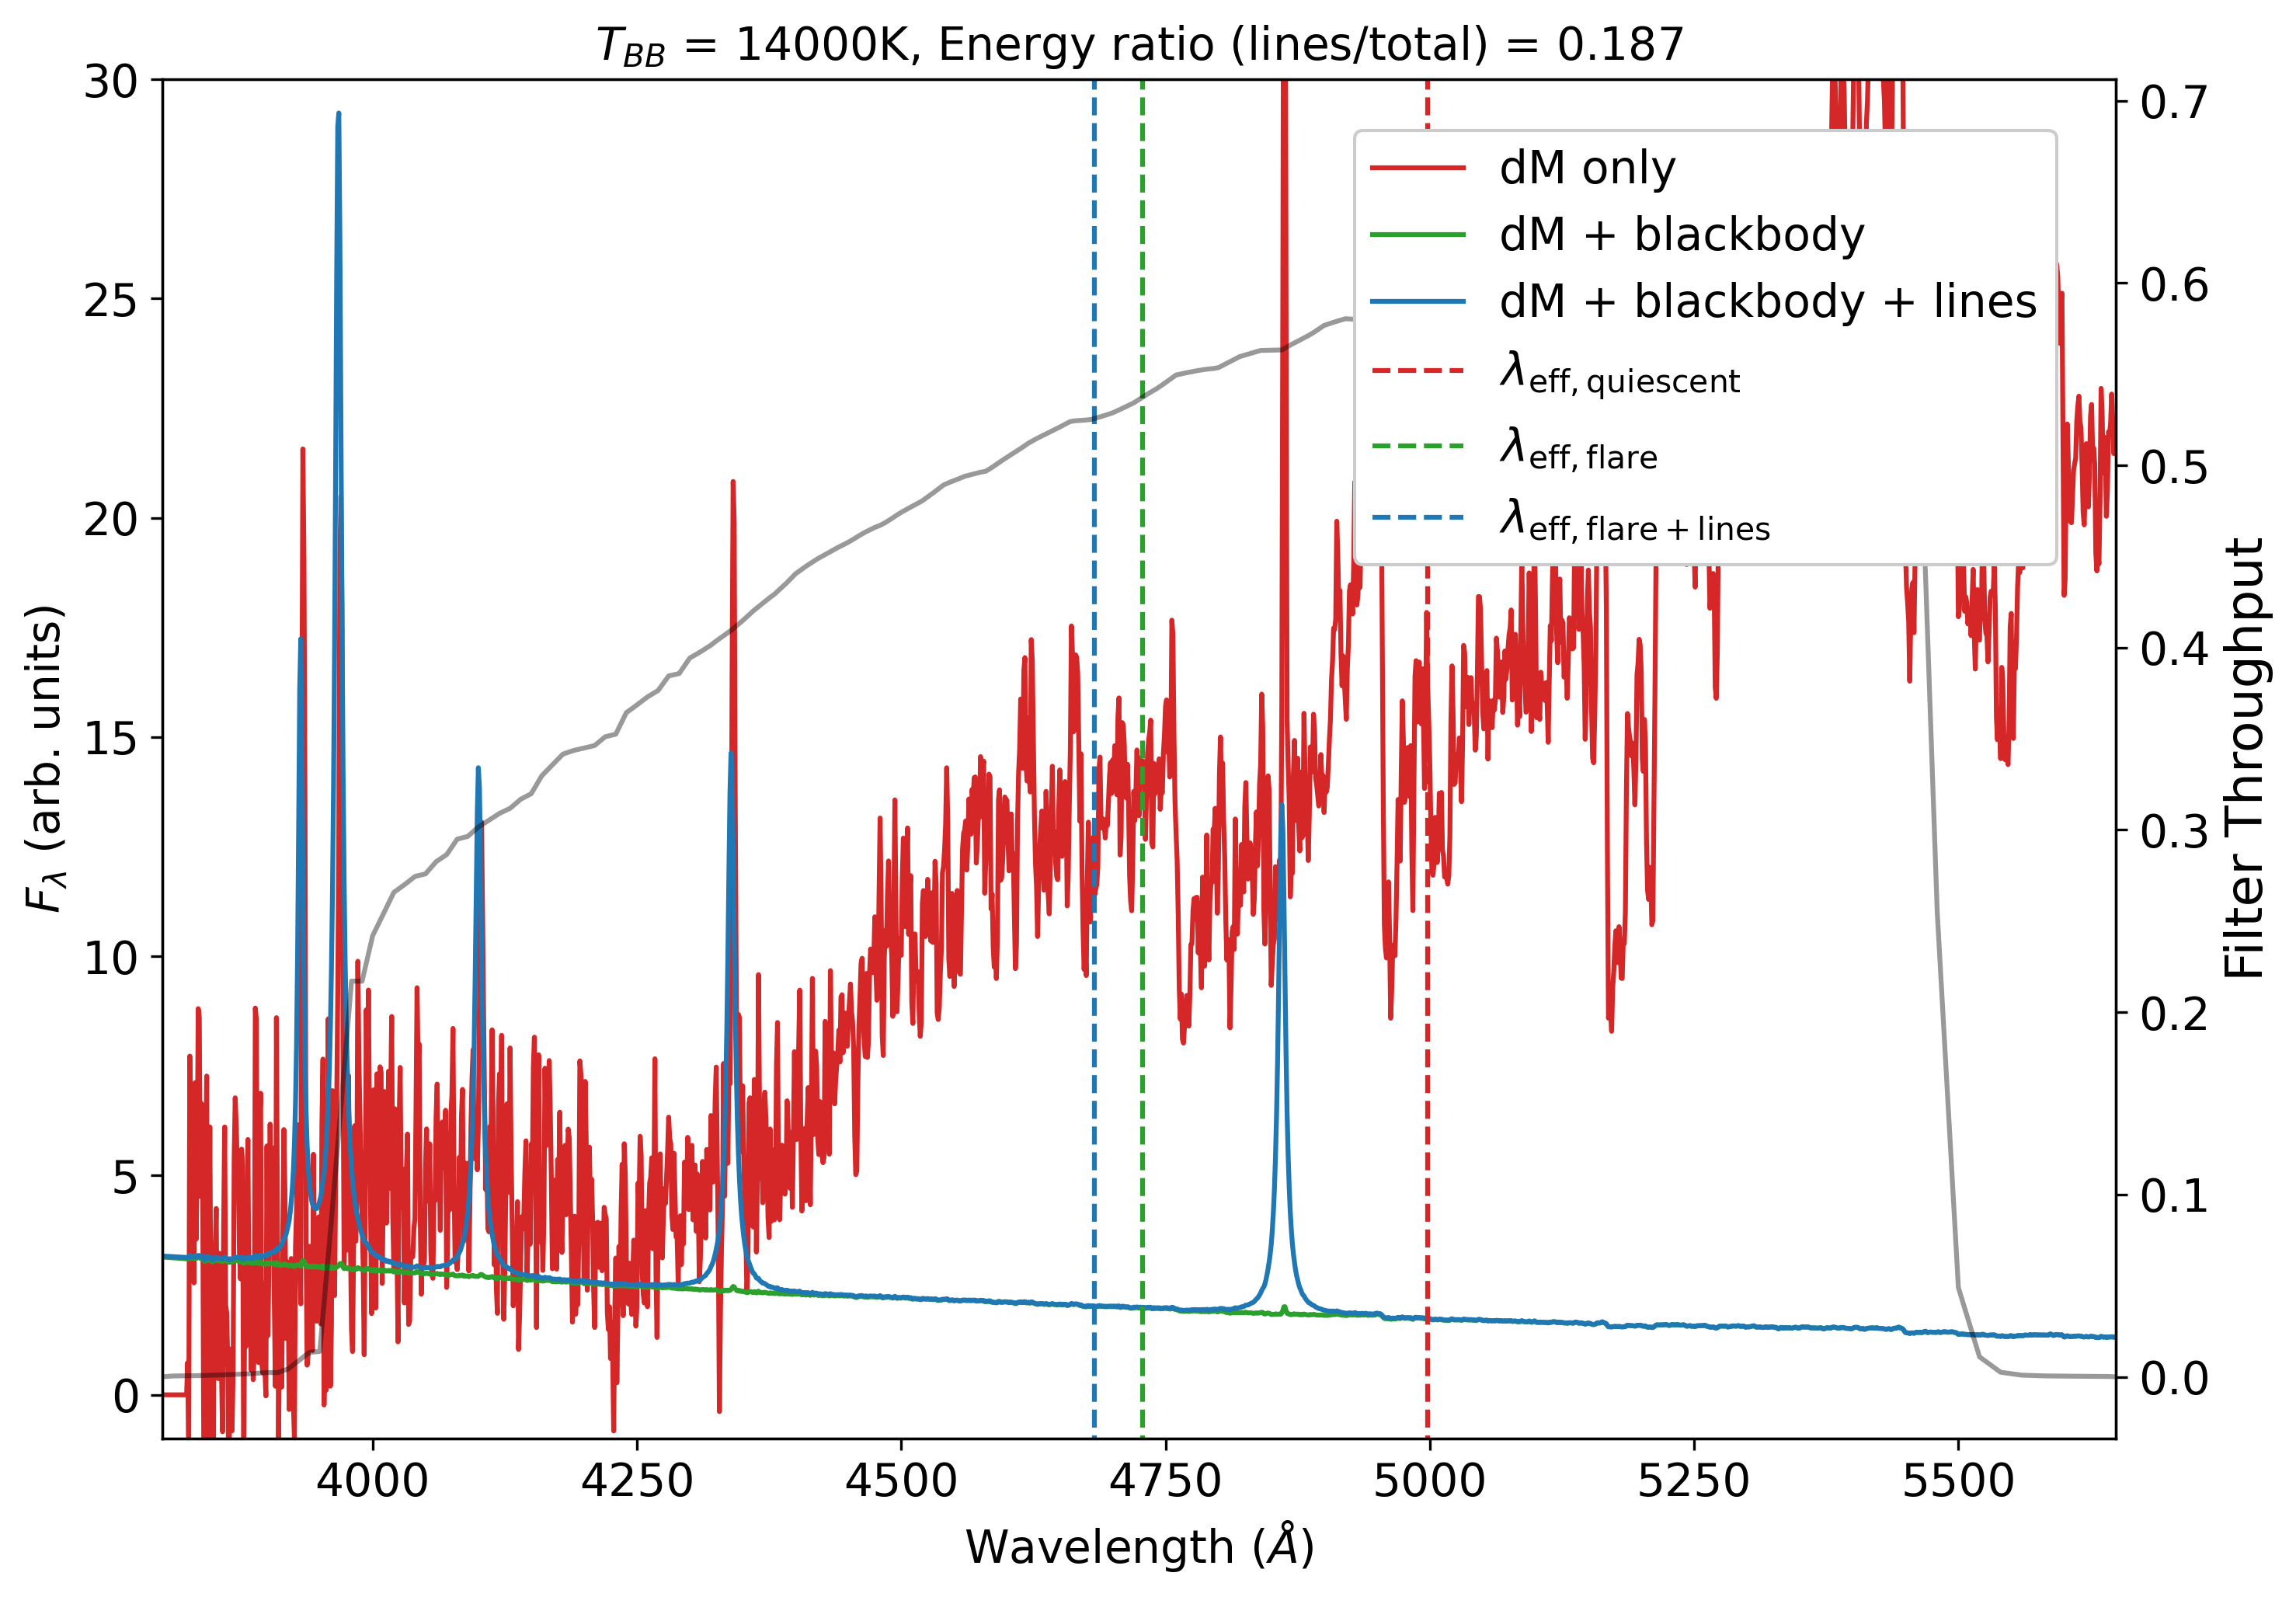 T_BB = 14000K, Energy ratio (lines/total) = 0.187
30
25
20
15
10
5
0
F_λ (arb. units)
0.7
0.6
0.5
0.4
0.3
0.2
0.1
0.0
Filter Throughput
dM only
dM + blackbody
dM + blackbody + lines
λ_eff, quiescent
λ_eff, flare
λ_eff, flare + lines
4000 4250 4500 4750 5000 5250 5500
Wavelength (Å)